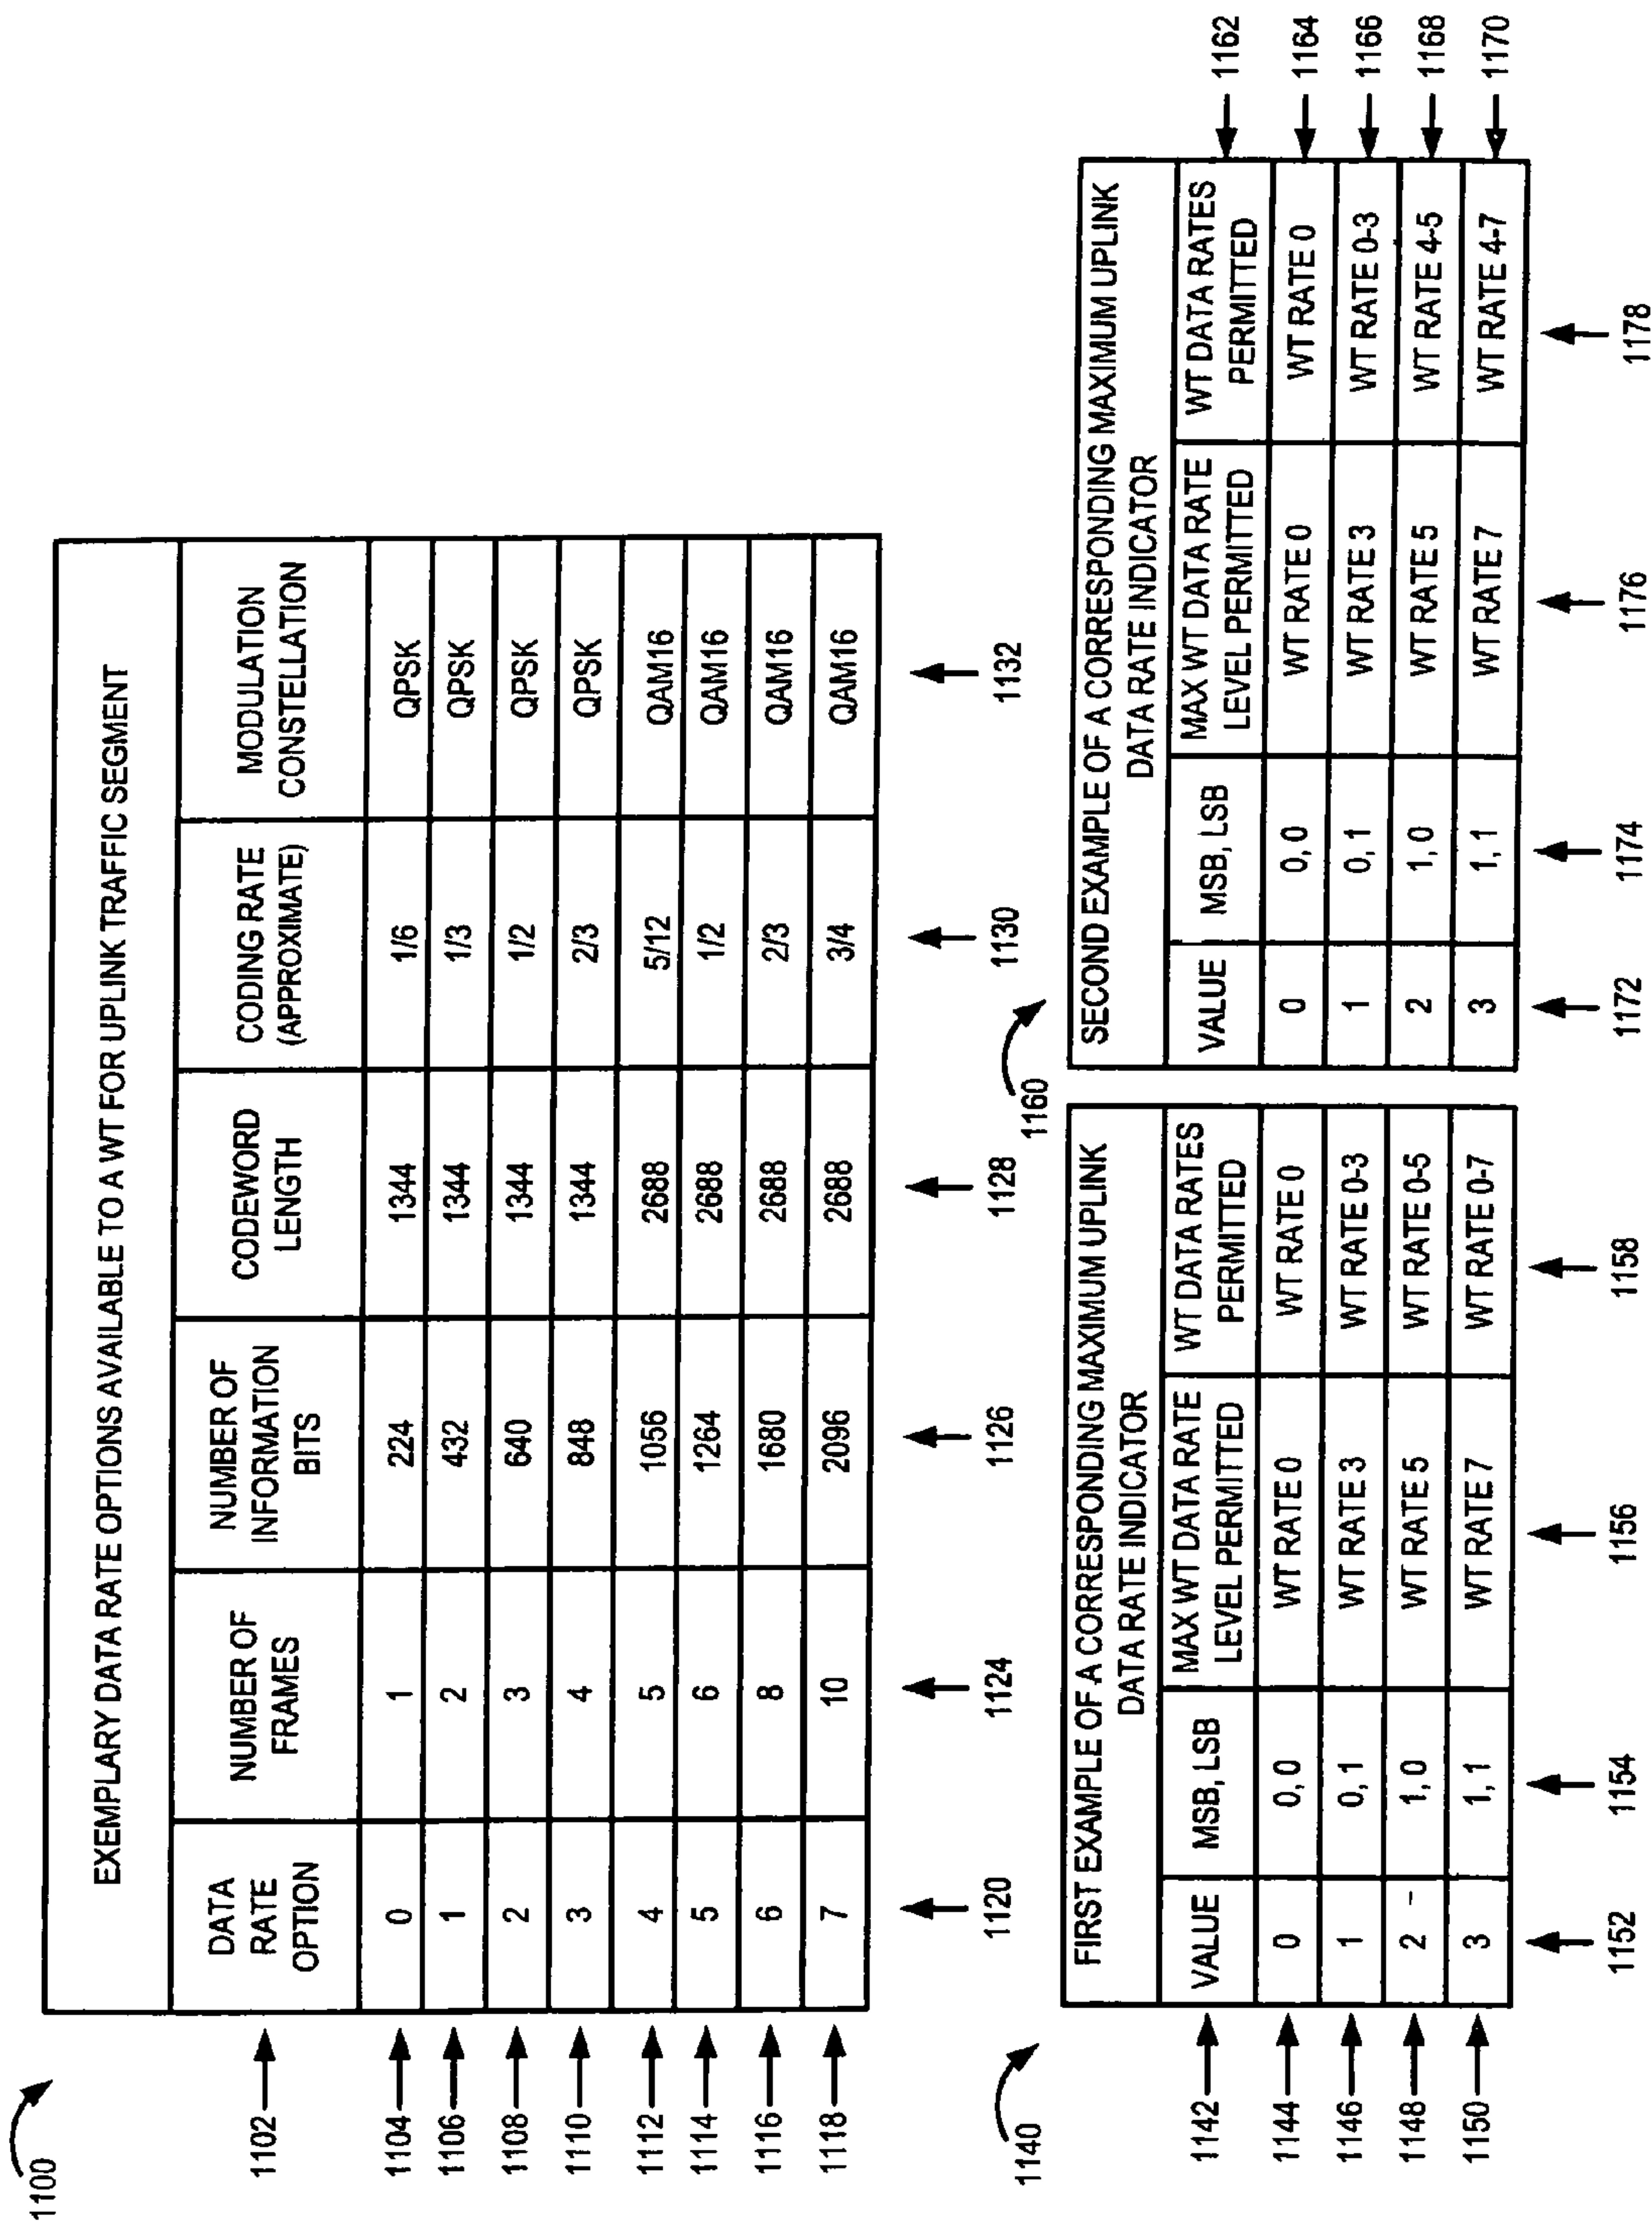 1100
EXEMPLARY DATA RATE OPTIONS AVAILABLE TO A WT FOR UPLINK TRAFFIC SEGMENT
1102
DATA RATE OPTION
NUMBER OF FRAMES
NUMBER OF INFORMATION BITS
CODEWORD LENGTH
CODING RATE (APPROXIMATE)
MODULATION CONSTELLATION
1104 0 1 224 1344 1/6 QPSK
1106 1 2 432 1344 1/3 QPSK
1108 2 3 640 1344 1/2 QPSK
1110 3 4 848 1344 2/3 QPSK
1112 4 5 1056 2688 5/12 QAM16
1114 5 6 1264 2688 1/2 QAM16
1116 6 8 1680 2688 2/3 QAM16
1118 7 10 2096 2688 3/4 QAM16
1120 1124 1126 1128 1130 1132
1140
FIRST EXAMPLE OF A CORRESPONDING MAXIMUM UPLINK
DATA RATE INDICATOR
1142
VALUE
MSB, LSB
MAX WT DATA RATE LEVEL PERMITTED
WT DATA RATES PERMITTED
1144 0 0, 0 WT RATE 0 WT RATE 0
1146 1 0, 1 WT RATE 3 WT RATE 0-3
1148 2 – 1, 0 WT RATE 5 WT RATE 0-5
1150 3 1, 1 WT RATE 7 WT RATE 0-7
1152 1154 1156 1158
1160
SECOND EXAMPLE OF A CORRESPONDING MAXIMUM UPLINK
DATA RATE INDICATOR
VALUE
MSB, LSB
MAX WT DATA RATE LEVEL PERMITTED
WT DATA RATES PERMITTED
1162
0 0, 0 WT RATE 0 WT RATE 0 1164
1 0, 1 WT RATE 3 WT RATE 0-3 1166
2 1, 0 WT RATE 5 WT RATE 4-5 1168
3 1, 1 WT RATE 7 WT RATE 4-7 1170
1172 1174 1176 1178